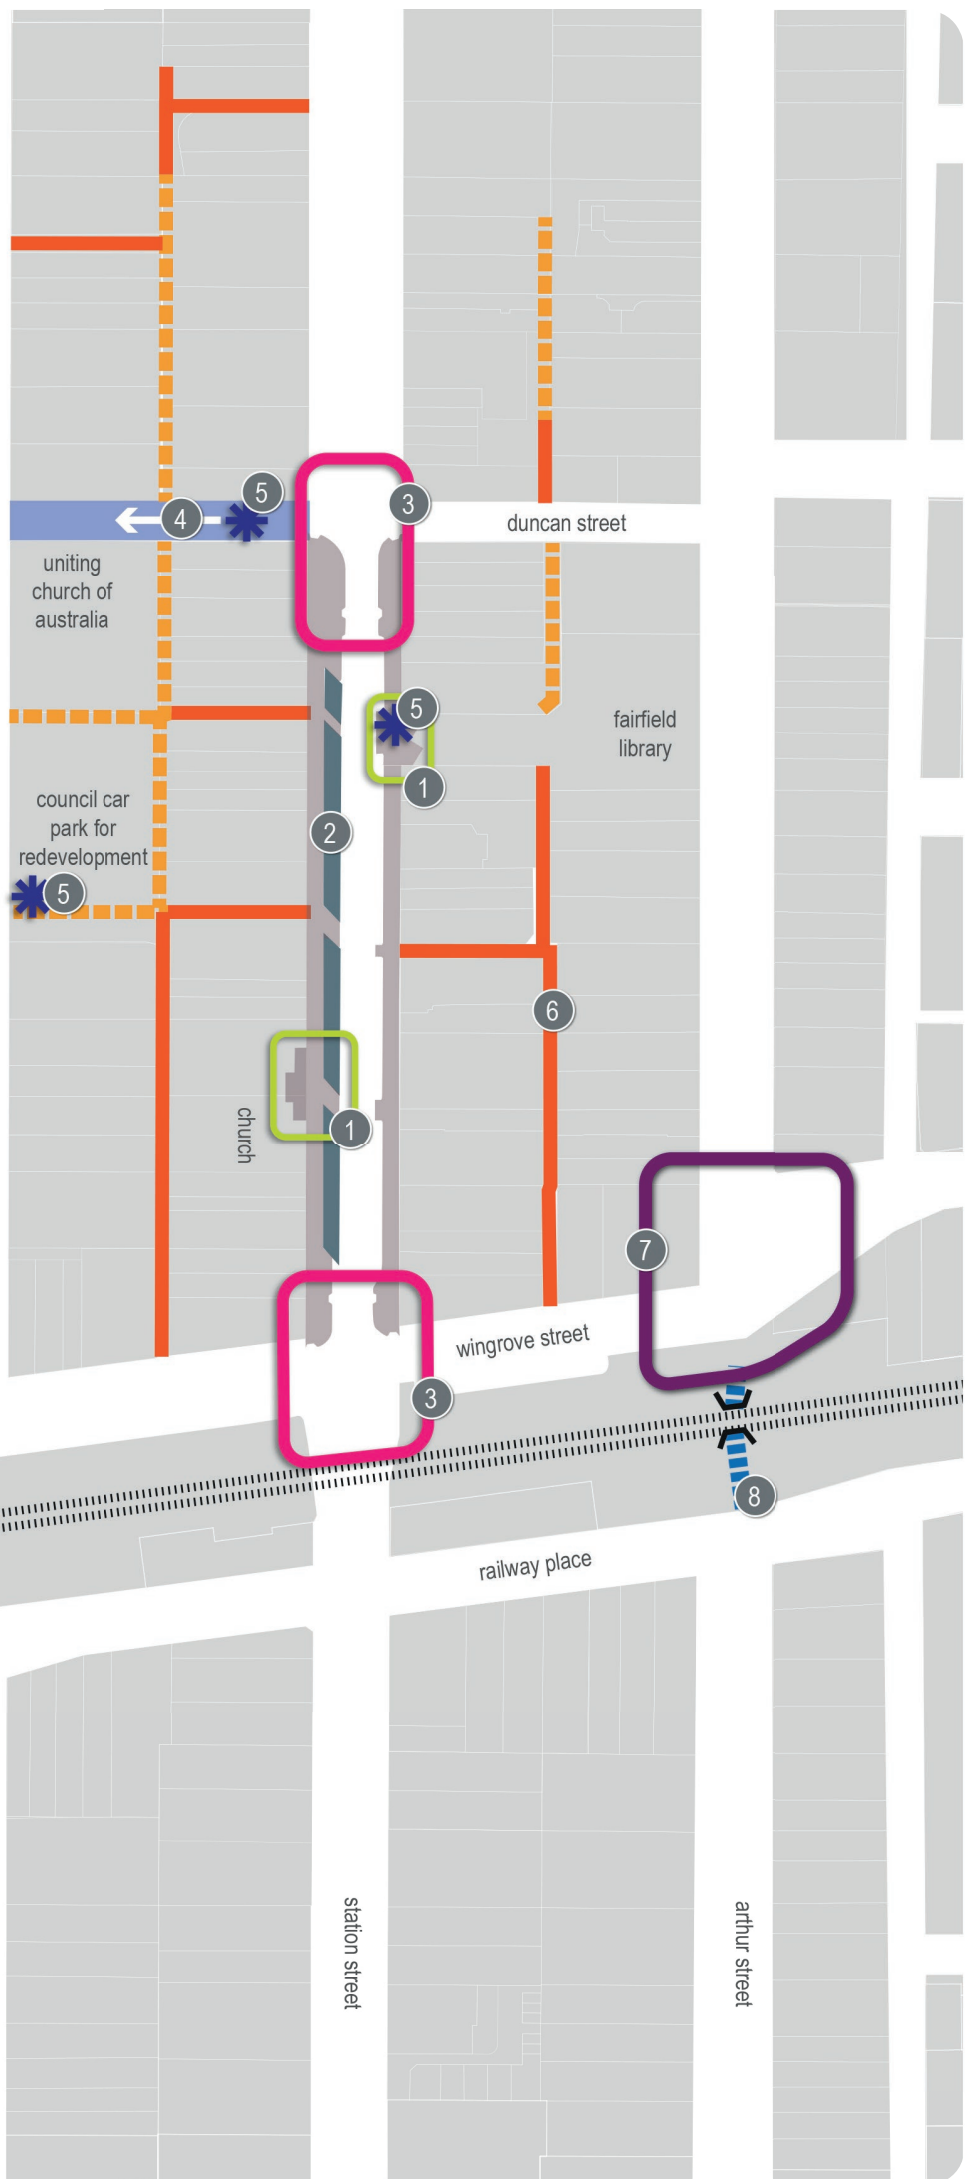 5
3
4
duncan street
uniting
church of
australia
5
fairfield
library
1
council car
park for
redevelopment
2
5
6
church
1
7
wingrove street
3
8
railway place
station street
arthur street